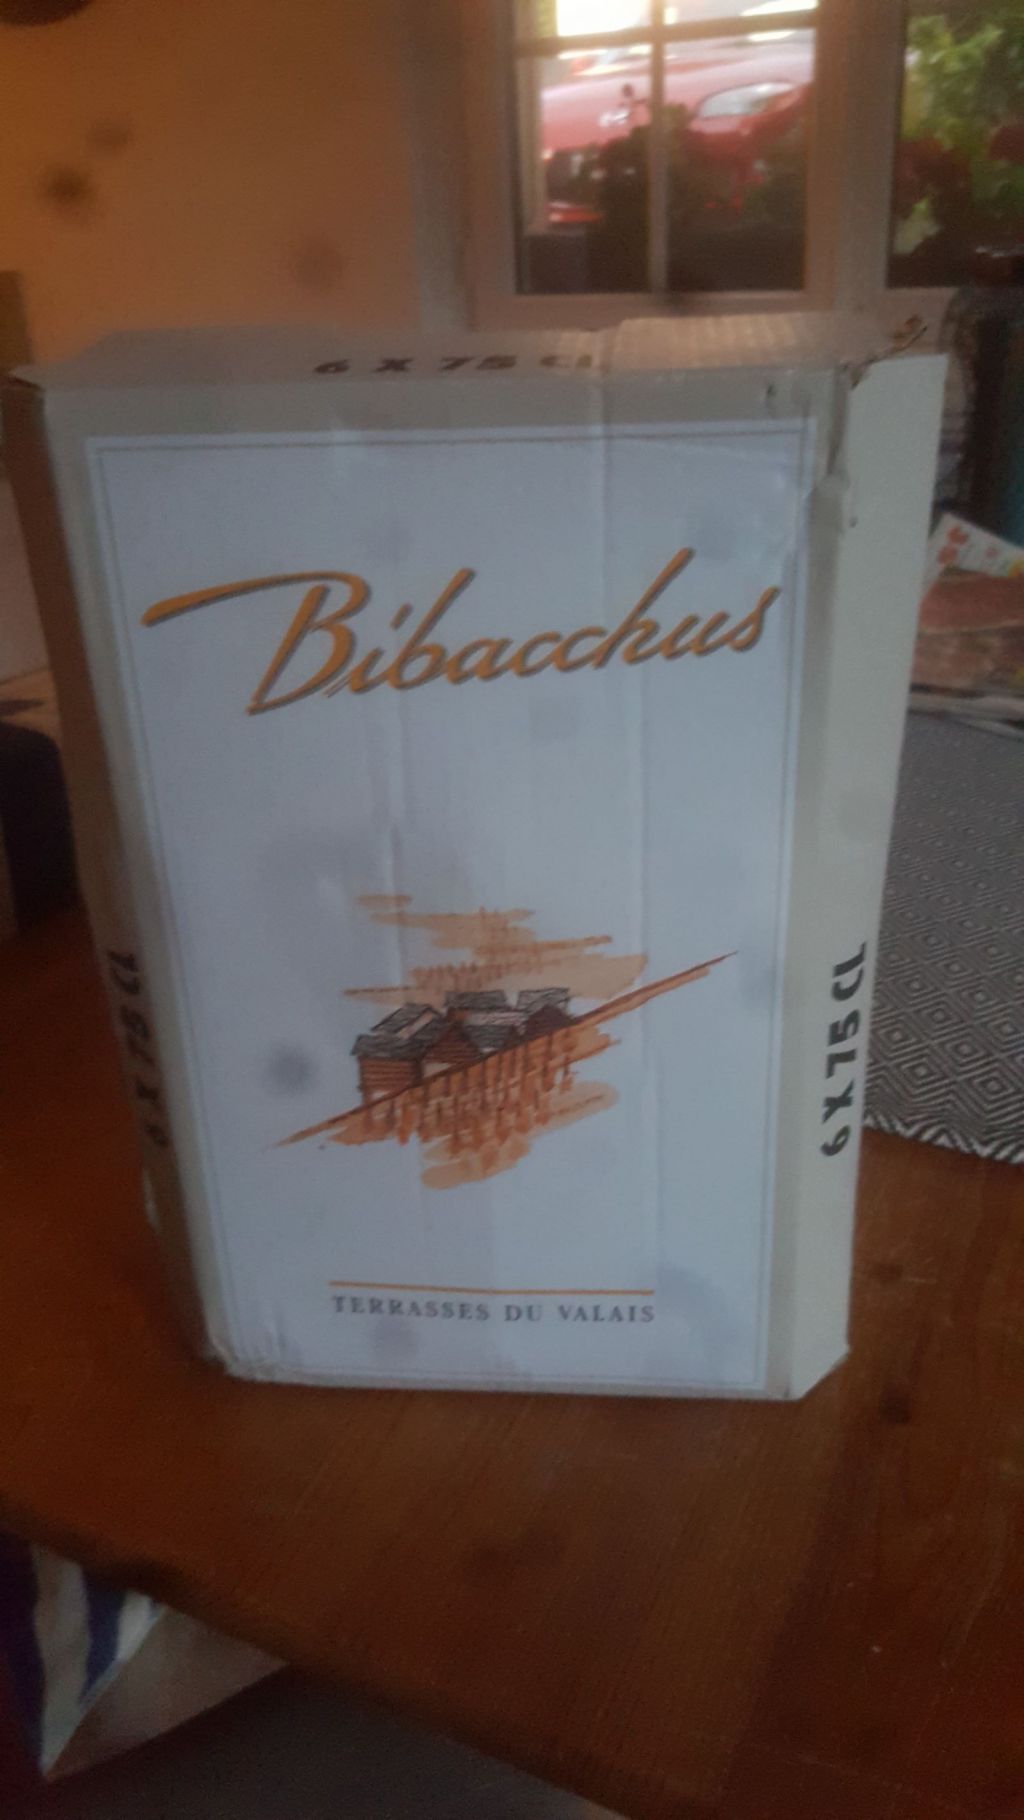 6 X 75 CL
Bibacchus
TERRASSES DU VALAIS
6 X 75 CL
6 X 75 CL